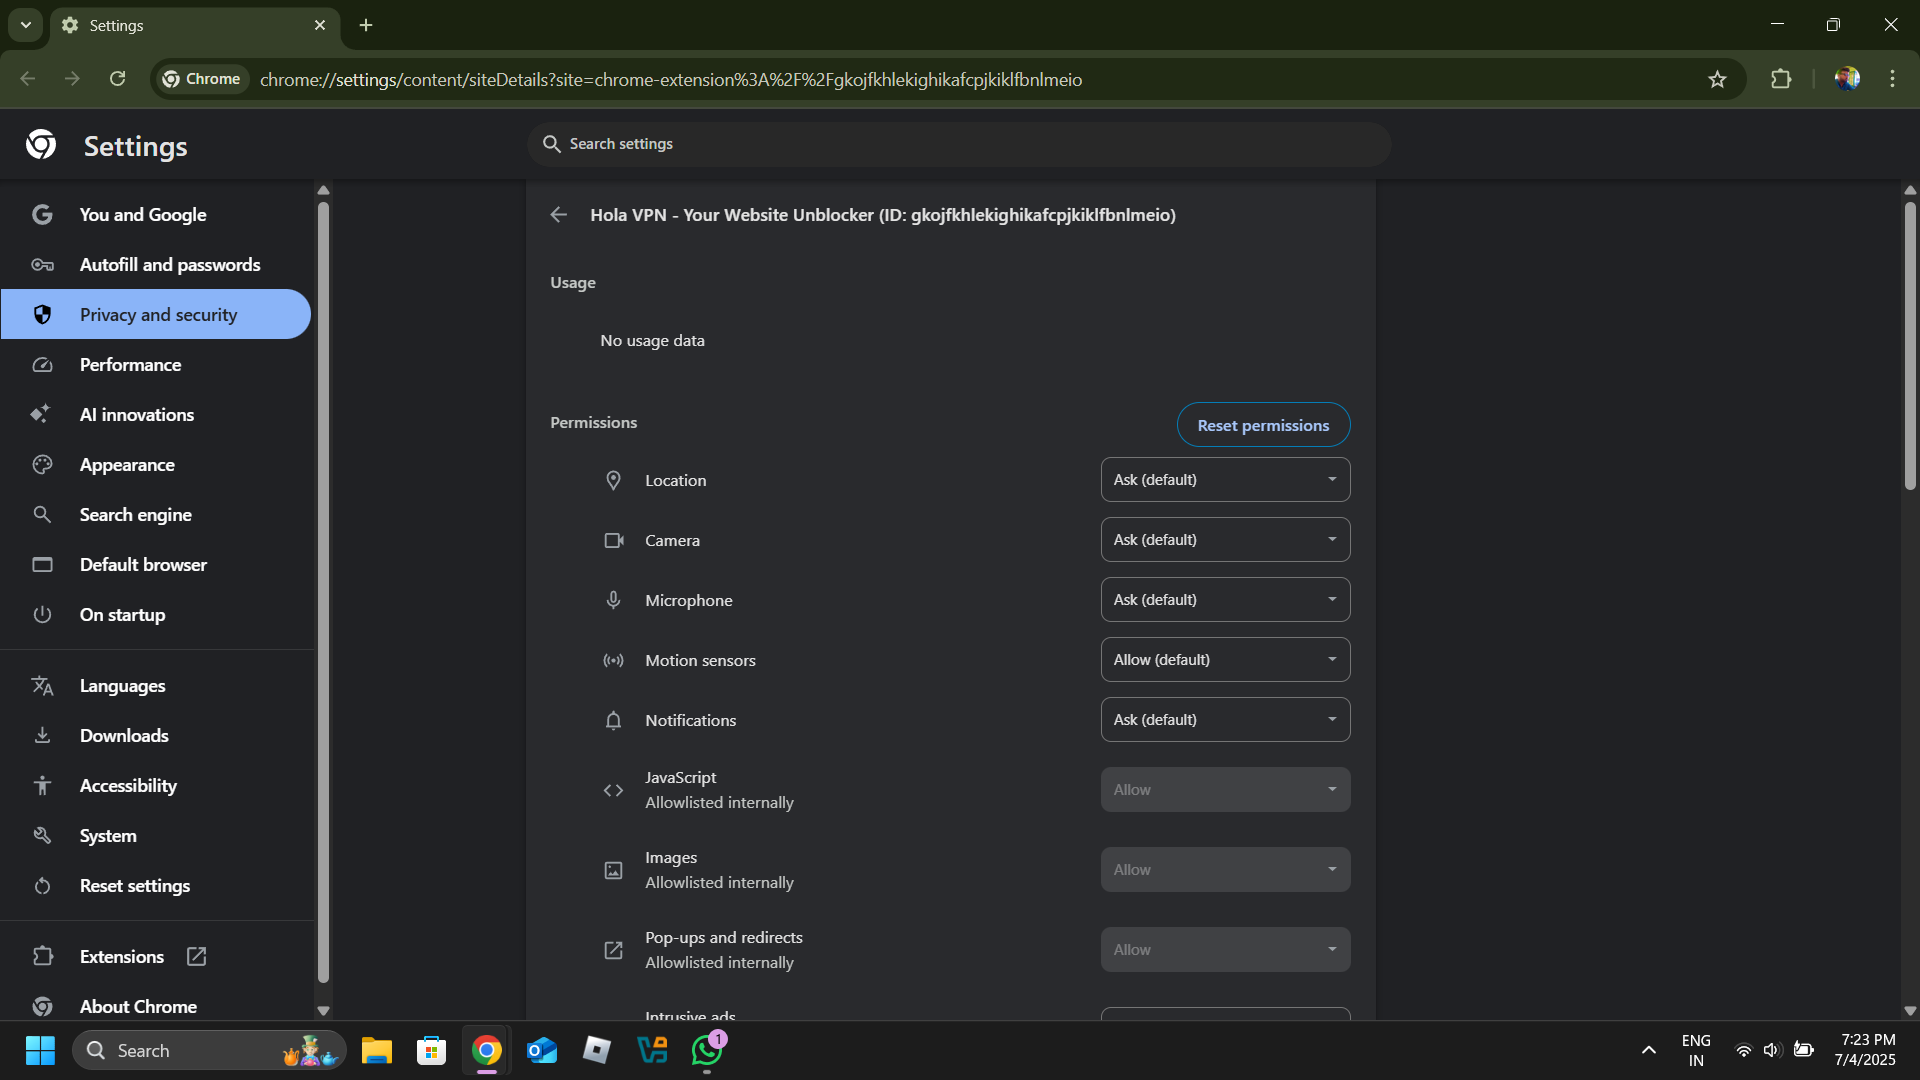 Settings
Chrome
chrome://settings/content/siteDetails?site=chrome-extension%3A%2F%2Fgkojfkhlekighikafcpjkiklfbnlmeio
Settings
Search settings
You and Google
Autofill and passwords
Privacy and security
Performance
AI innovations
Appearance
Search engine
Default browser
On startup
Languages
Downloads
Accessibility
System
Reset settings
Extensions
About Chrome
Hola VPN - Your Website Unblocker (ID: gkojfkhlekighikafcpjkiklfbnlmeio)
Usage
No usage data
Permissions
Reset permissions
Location
Ask (default)
Camera
Ask (default)
Microphone
Ask (default)
Motion sensors
Allow (default)
Notifications
Ask (default)
JavaScript
Allowlisted internally
Allow
Images
Allowlisted internally
Allow
Pop-ups and redirects
Allowlisted internally
Allow
Intrusive ads
Search
1
ENG
IN
7:23 PM
7/4/2025